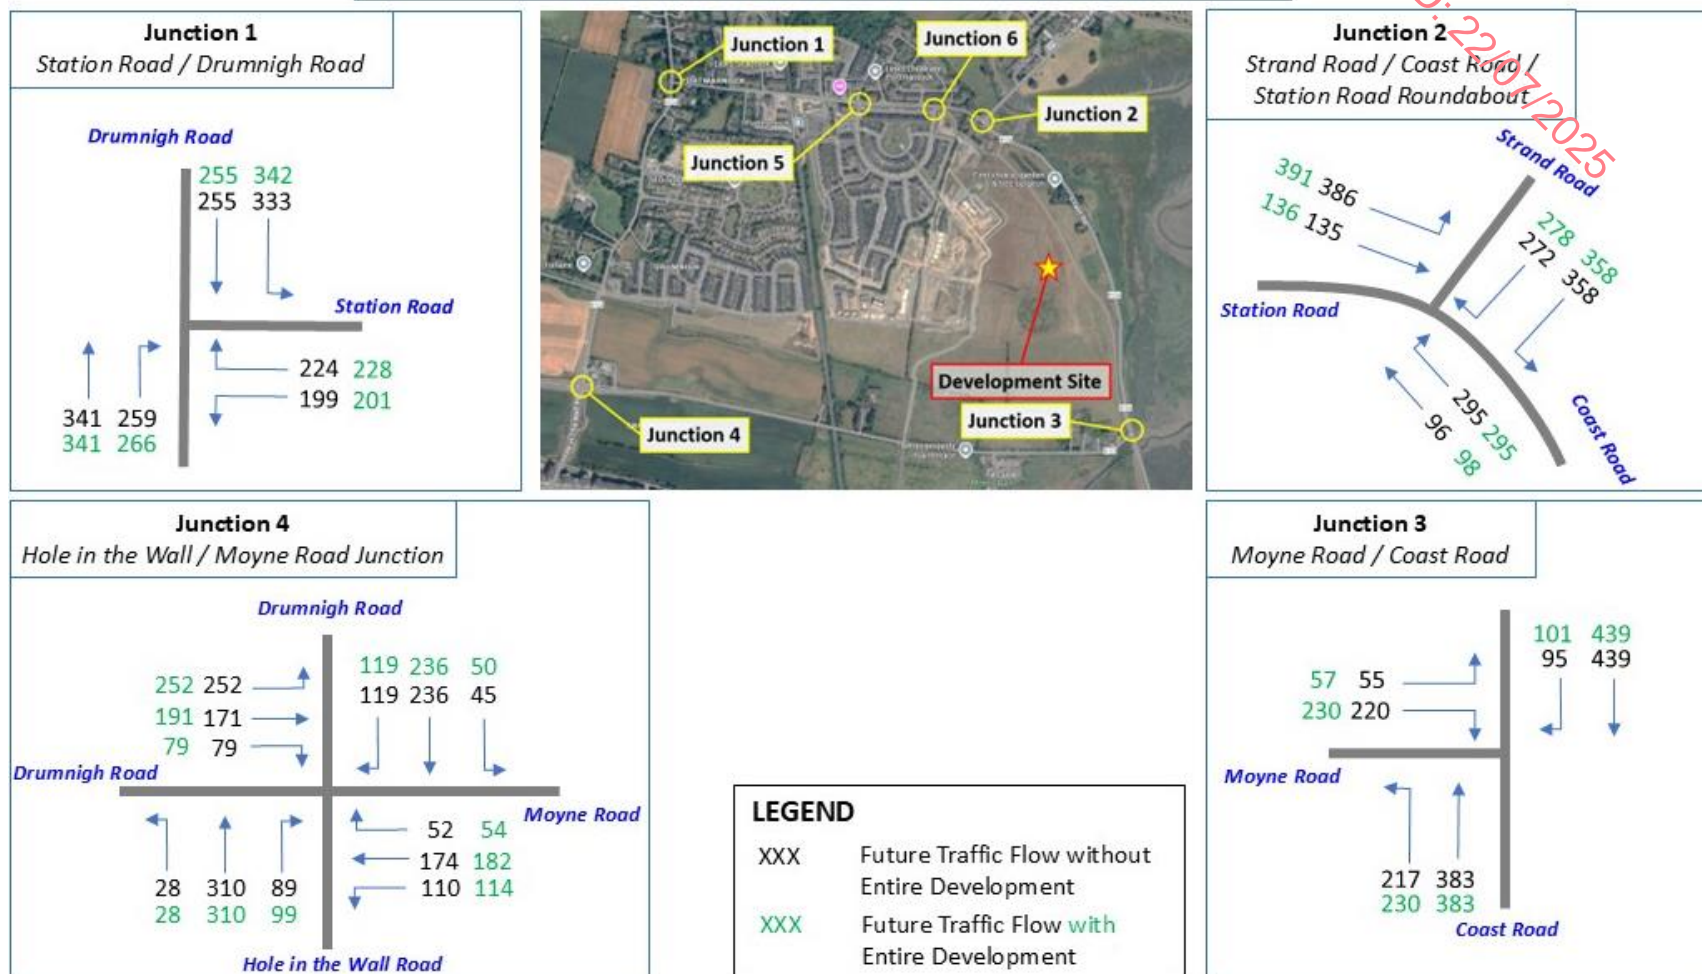 Junction 1
Station Road / Drumnigh Road
Drumnigh Road
255 342
255 333
Station Road
224 228
199 201
341 259
341 266
Junction 1
Junction 6
Junction 2
Junction 5
Development Site
Junction 3
Junction 4
Junction 2
Strand Road / Coast Road /
Station Road Roundabout
22/07/2025
Strand Road
391 386
136 135
278 358
272 358
Station Road
295 295
96 98
Coast Road
Junction 4
Hole in the Wall / Moyne Road Junction
Drumnigh Road
119 236 50
119 236 45
252 252
191 171
79 79
Drumnigh Road
Moyne Road
52 54
174 182
110 114
28 310 89
28 310 99
Hole in the Wall Road
LEGEND
XXX Future Traffic Flow without
Entire Development
XXX Future Traffic Flow with
Entire Development
Junction 3
Moyne Road / Coast Road
101 439
95 439
57 55
230 220
Moyne Road
217 383
230 383
Coast Road